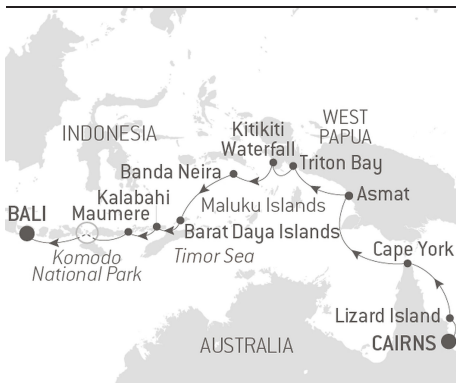 WEST
PAPUA
INDONESIA
Kitikiti
Waterfall
Triton Bay
Banda Neira
Asmat
Kalabahi
Maluku Islands
BALI
Maumere
Barat Daya Islands
Komodo
National Park
Timor Sea
Cape York
Lizard Island
AUSTRALIA
CAIRNS